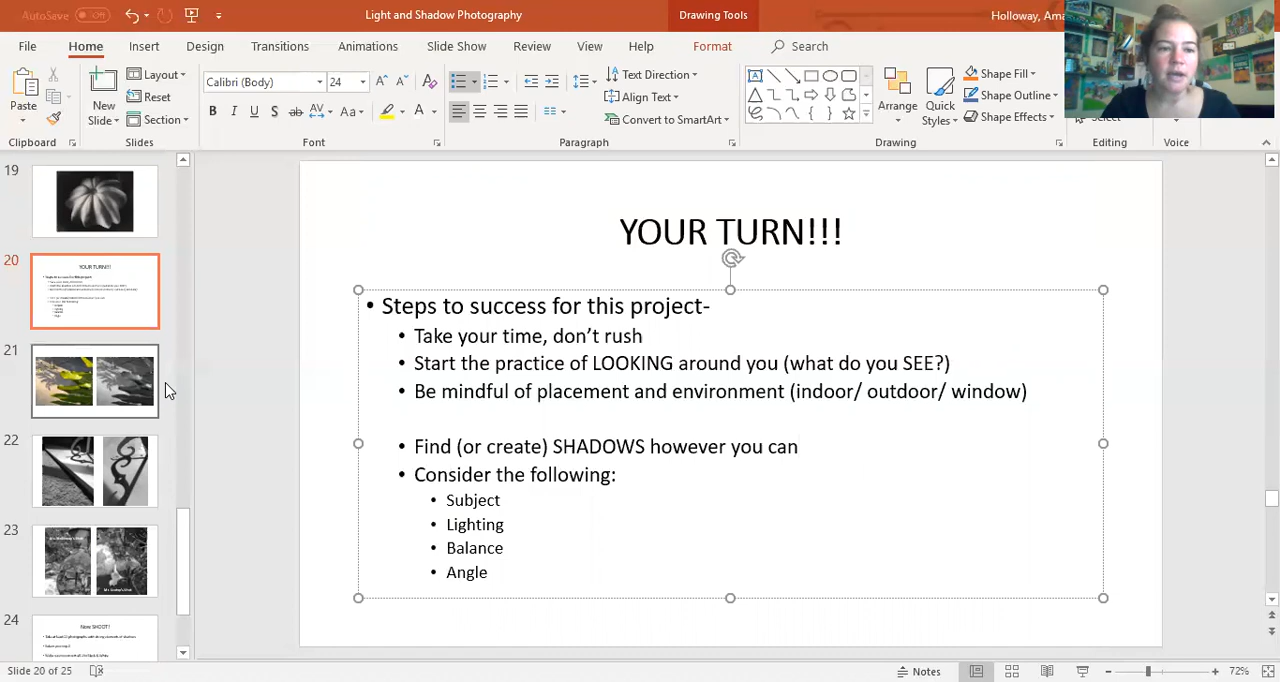 AutoSave Off
Light and Shadow Photography
Drawing Tools
Holloway, Ama
File Home Insert Design Transitions Animations Slide Show Review View Help Format Search
Paste
New
Slide
Layout
Reset
Section
Calibri (Body) 24
Text Direction
Align Text
Convert to SmartArt
Arrange
Quick
Styles
Shape Fill
Shape Outline
Shape Effects
Select
Clipboard Slides Font Paragraph Drawing Editing Voice
19
20
21
22
23
24
YOUR TURN!!!
Now SHOOT!
YOUR TURN!!!
• Steps to success for this project-
• Take your time, don’t rush
• Start the practice of LOOKING around you (what do you SEE?)
• Be mindful of placement and environment (indoor/ outdoor/ window)
• Find (or create) SHADOWS however you can
• Consider the following:
• Subject
• Lighting
• Balance
• Angle
Slide 20 of 25
Notes
72%